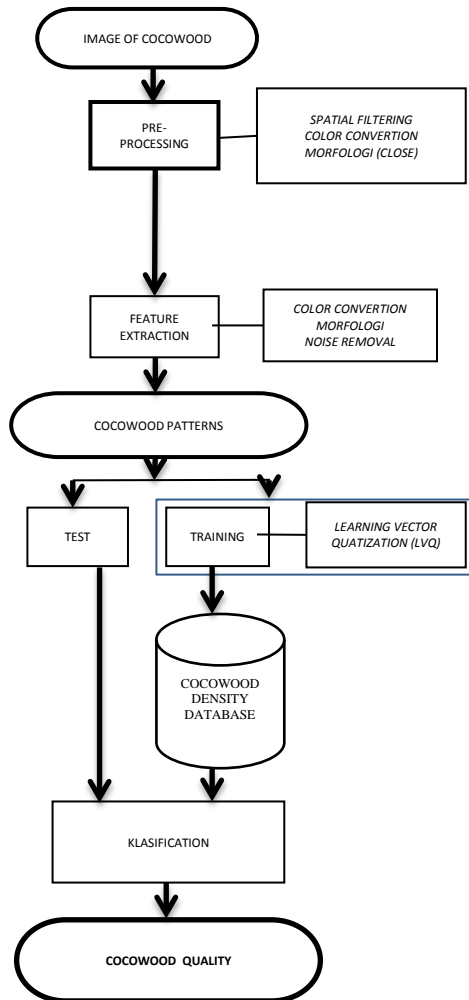 IMAGE OF COCOWOOD
PRE-
PROCESSING
SPATIAL FILTERING
COLOR CONVERTION
MORFOLOGI (CLOSE)
FEATURE
EXTRACTION
COLOR CONVERTION
MORFOLOGI
NOISE REMOVAL
COCOWOOD PATTERNS
TEST
TRAINING
LEARNING VECTOR
QUATIZATION (LVQ)
COCOWOOD
DENSITY
DATABASE
KLASIFICATION
COCOWOOD QUALITY